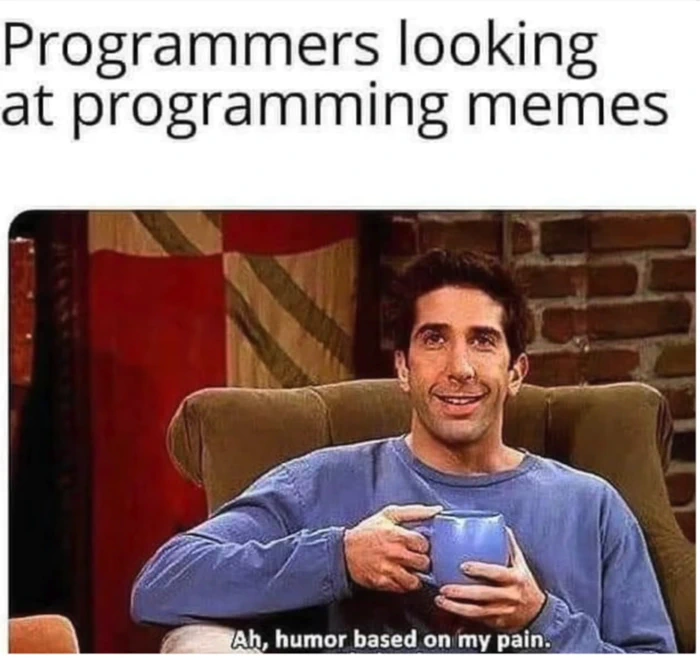 Programmers looking
at programming memes
Ah, humor based on my pain.